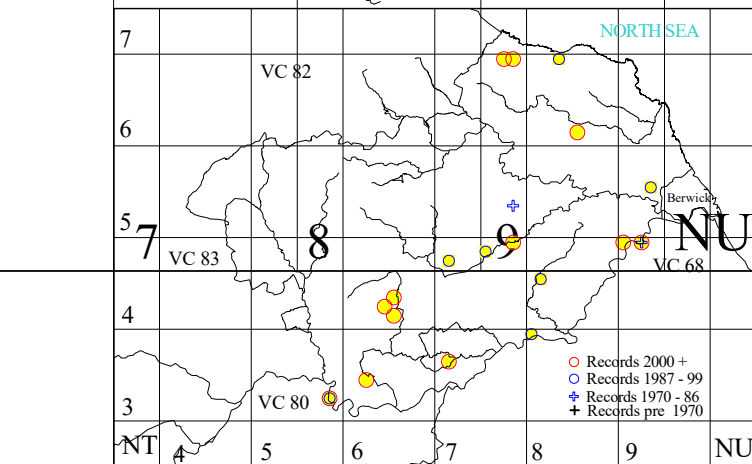 7
NORTH SEA
VC 82
6
Berwick
5
7
8
9
NU
VC 83
VC 68
4
Records 2000 +
Records 1987 - 99
Records 1970 - 86
Records pre 1970
VC 80
3
NT
4
5
6
7
8
9
NU